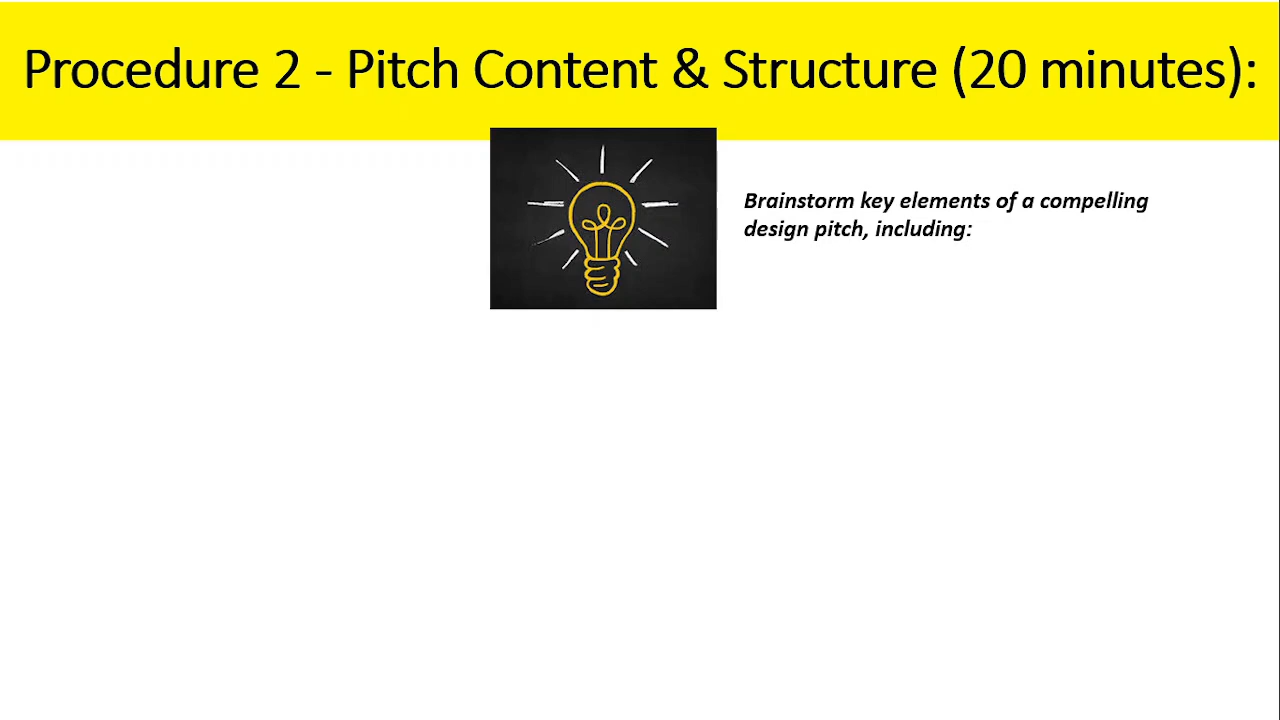 Procedure 2 - Pitch Content & Structure (20 minutes):
Brainstorm key elements of a compelling
design pitch, including: